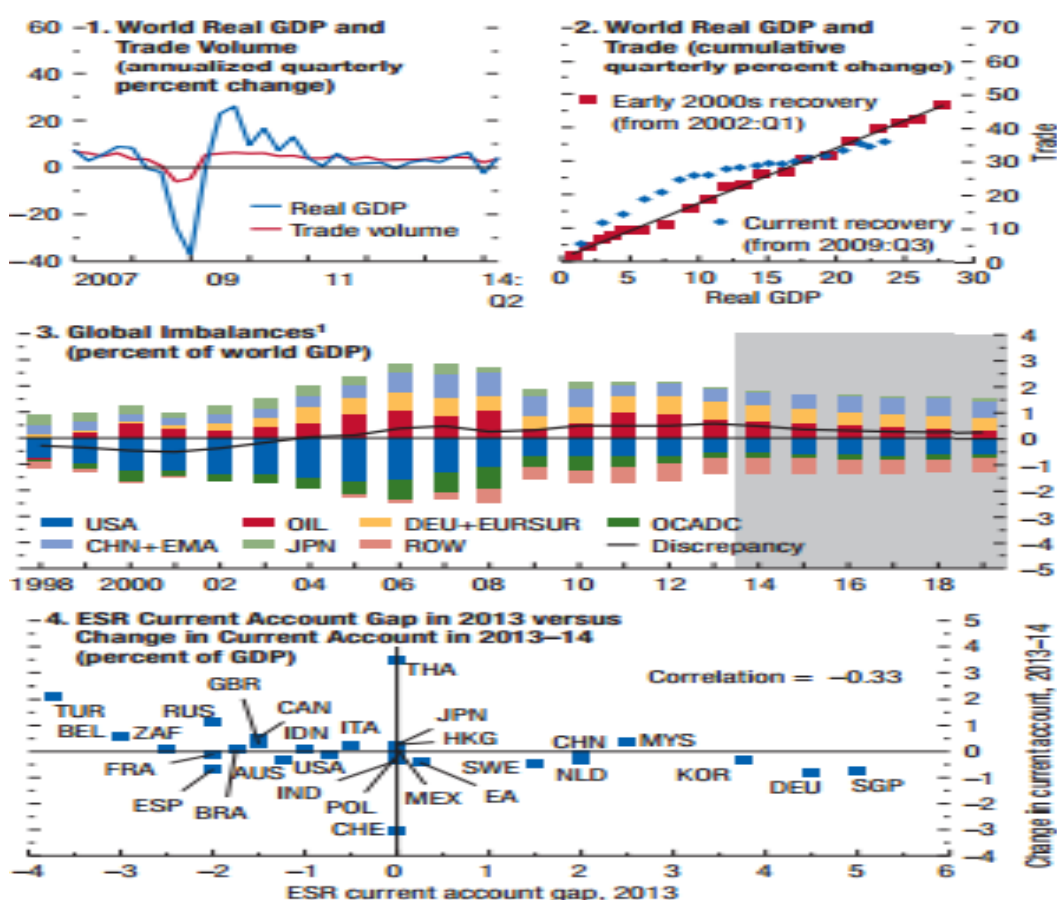 1. World Real GDP and
Trade Volume
(annualized quarterly
percent change)
60
40
20
0
–20
–40
Real GDP
Trade volume
2007
09
11
14:
Q2
2. World Real GDP and
Trade (cumulative
quarterly percent change)
Early 2000s recovery
(from 2002:Q1)
Current recovery
(from 2009:Q3)
70
60
50
40
30
20
10
0
Trade
0 5 10 15 20 25 30
Real GDP
3. Global Imbalances¹
(percent of world GDP)
4
3
2
1
0
–1
–2
–3
–4
–5
USA OIL DEU+EURSUR OCADC
CHN+EMA JPN ROW Discrepancy
1998 2000 02 04 06 08 10 12 14 16 18
4. ESR Current Account Gap in 2013 versus
Change in Current Account in 2013–14
(percent of GDP)
Correlation = –0.33
THA
GBR
TUR
RUS
CAN
JPN
BEL
ZAF
IDN
ITA
HKG
CHN
MYS
FRA
AUS
USA
SWE
NLD
KOR
ESP
BRA
IND
POL
MEX
EA
DEU
SGP
CHE
5
4
3
2
1
0
–1
–2
–3
–4
Change in current account, 2013–14
–4 –3 –2 –1 0 1 2 3 4 5 6
ESR current account gap, 2013